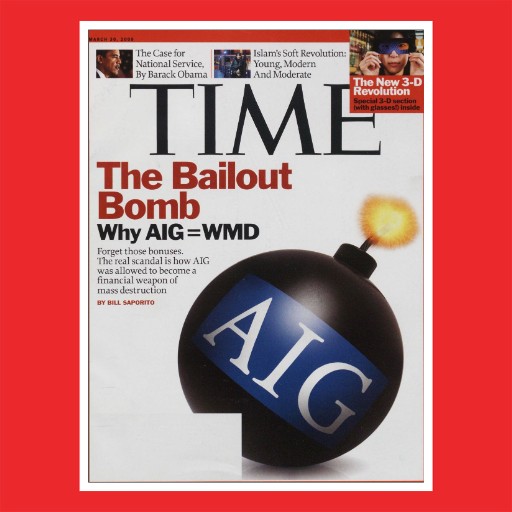 MARCH 30, 2009
The Case for
National Service,
By Barack Obama
Islam's Soft Revolution:
Young, Modern
And Moderate
The New 3-D
Revolution
Special 3-D section
(with glasses!) inside
TIME
The Bailout
Bomb
Why AIG=WMD
Forget those bonuses.
The real scandal is how AIG
was allowed to become a
financial weapon of
mass destruction
BY BILL SAPORITO
AIG